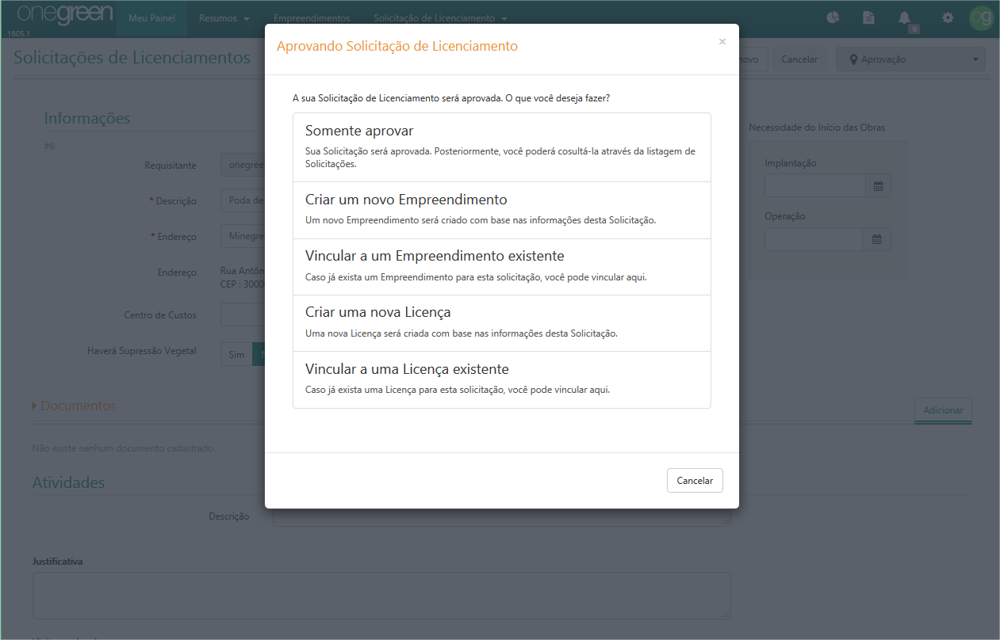 onegreen
1605.1
Meu Painel
Resumos
Empreendimentos
Solicitação de Licenciamento
6
og
Solicitações de Licenciamentos
Cancelar
Aprovação
Aprovando Solicitação de Licenciamento
×
A sua Solicitação de Licenciamento será aprovada. O que você deseja fazer?
Somente aprovar
Sua Solicitação será aprovada. Posteriormente, você poderá cosultá-la através da listagem de
Solicitações.
Criar um novo Empreendimento
Um novo Empreendimento será criado com base nas informações desta Solicitação.
Vincular a um Empreendimento existente
Caso já exista um Empreendimento para esta solicitação, você pode vincular aqui.
Criar uma nova Licença
Uma nova Licença será criada com base nas informações desta Solicitação.
Vincular a uma Licença existente
Caso já exista uma Licença para esta solicitação, você pode vincular aqui.
Cancelar
Informações
#6
Requisitante
onegree
* Descrição
Poda de
* Endereço
Minegre
Endereço
Rua Antôn
CEP : 3000
Centro de Custos
Haverá Supressão Vegetal
Sim
Necessidade do Início das Obras
Implantação
Operação
Documentos
Adicionar
Não existe nenhum documento cadastrado.
Atividades
Descrição
Justificativa